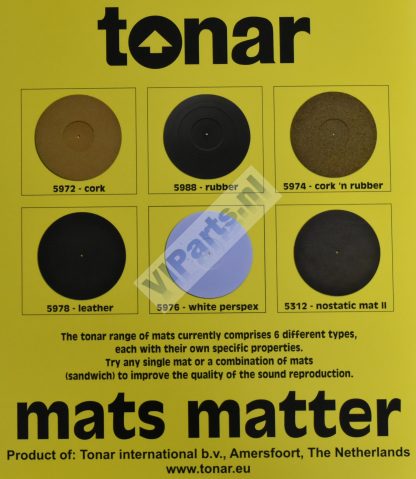 tonar
5972 - cork
5988 - rubber
5974 - cork 'n rubber
5978 - leather
5976 - white perspex
5312 - nostatic mat II
ViParts.nl
The tonar range of mats currently comprises 6 different types,
each with their own specific properties.
Try any single mat or a combination of mats
(sandwich) to improve the quality of the sound reproduction.
mats matter
Product of: Tonar international b.v., Amersfoort, The Netherlands
www.tonar.eu